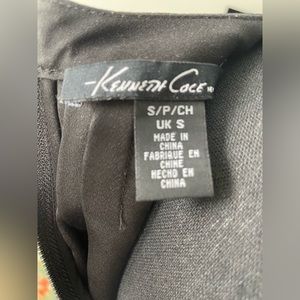 -KENNETH COLE
S/P/CH
UK S
MADE IN
CHINA
FABRIQUE EN
CHINE
HECHO EN
CHINA